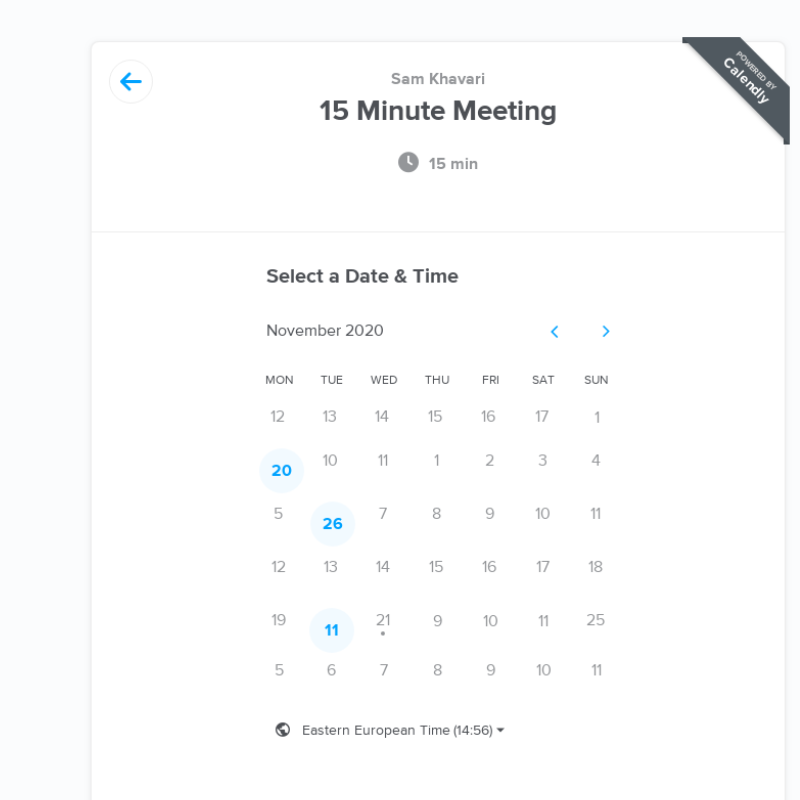 POWERED BY
Calendly
Sam Khavari
15 Minute Meeting
15 min
Select a Date & Time
November 2020
MON TUE WED THU FRI SAT SUN
12 13 14 15 16 17 1
20 10 11 1 2 3 4
5 26 7 8 9 10 11
12 13 14 15 16 17 18
19 11 21 9 10 11 25
5 6 7 8 9 10 11
Eastern European Time (14:56)